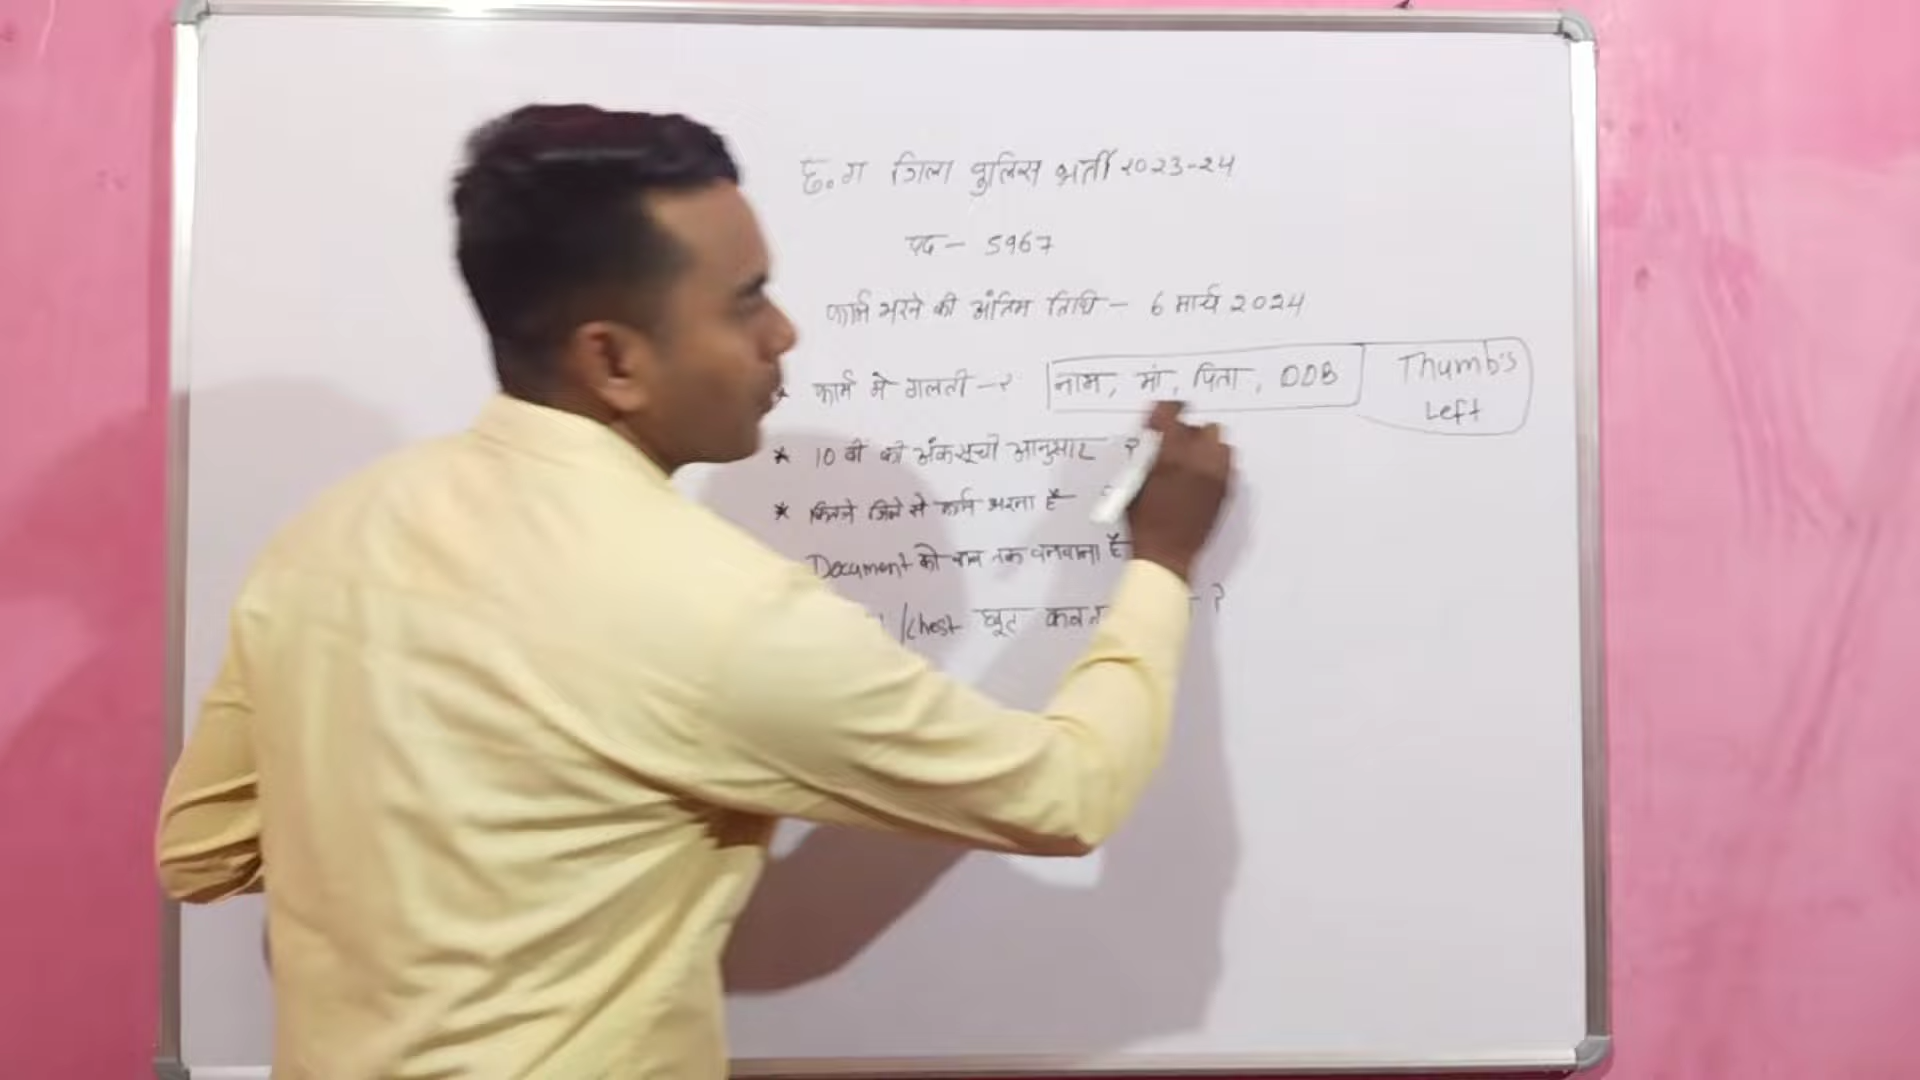 छ.ग जिला पुलिस भर्ती 2023-24
पद - 5967
फार्म भरने की अंतिम तिथि - 6 मार्च 2024
* फार्म मे गलती -? नाम, मां, पिता, DOB Thumb's Left
* 10 वी की अंकसूची आनुसार ?
* कितने जिले से फार्म भरना है ?
Document को कब तक बनवाना है
/chest छूट ?